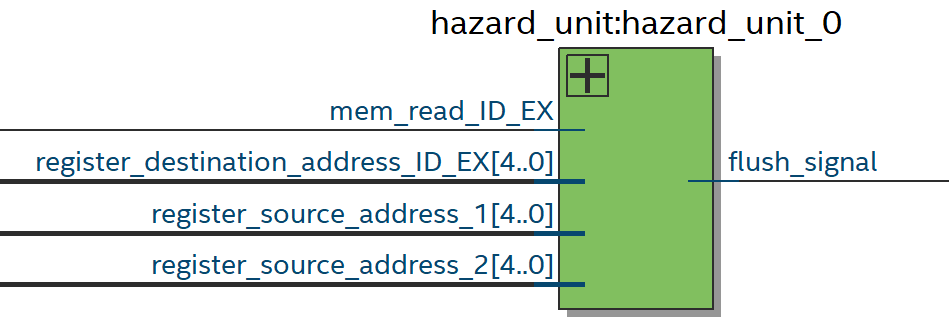 hazard_unit:hazard_unit_0
mem_read_ID_EX
register_destination_address_ID_EX[4..0]
flush_signal
register_source_address_1[4..0]
register_source_address_2[4..0]